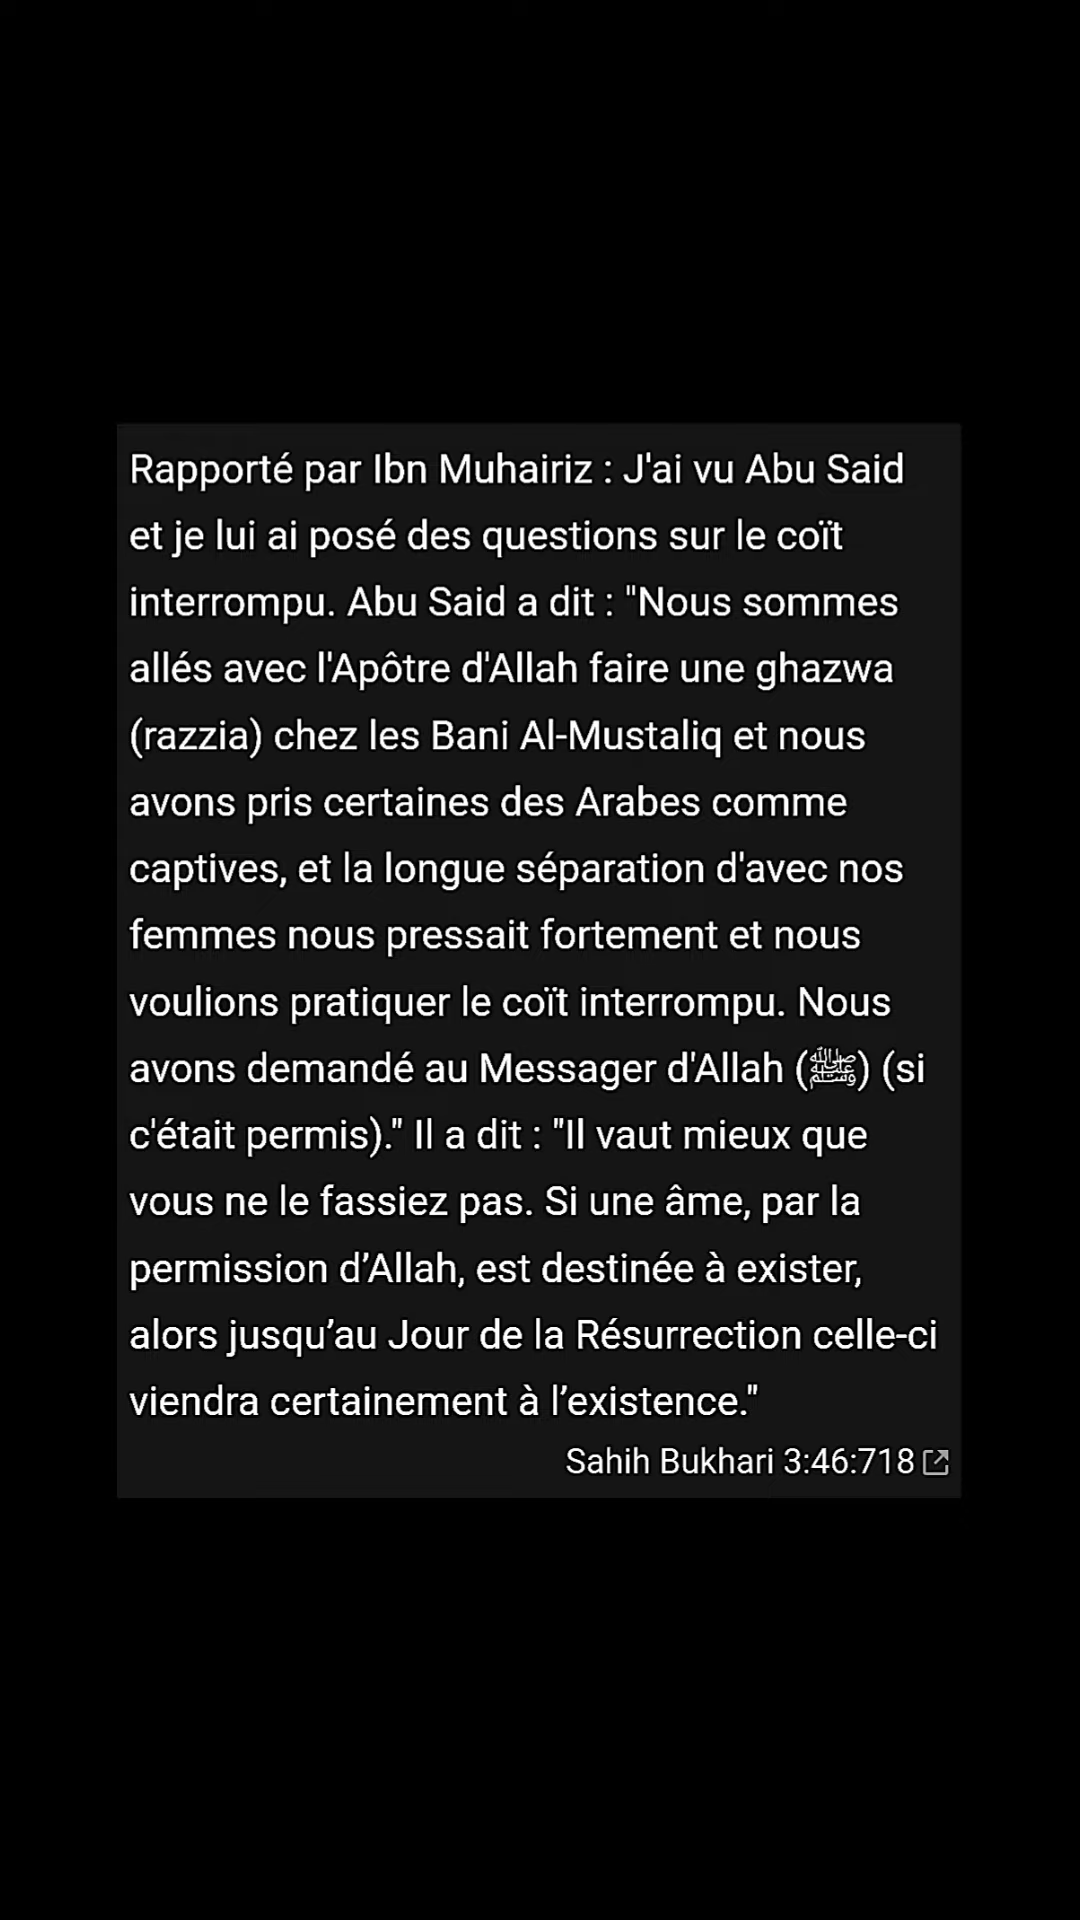 Rapporté par Ibn Muhairiz : J'ai vu Abu Said
et je lui ai posé des questions sur le coït
interrompu. Abu Said a dit : "Nous sommes
allés avec l'Apôtre d'Allah faire une ghazwa
(razzia) chez les Bani Al-Mustaliq et nous
avons pris certaines des Arabes comme
captives, et la longue séparation d'avec nos
femmes nous pressait fortement et nous
voulions pratiquer le coït interrompu. Nous
avons demandé au Messager d'Allah (ﷺ) (si
c'était permis)." Il a dit : "Il vaut mieux que
vous ne le fassiez pas. Si une âme, par la
permission d’Allah, est destinée à exister,
alors jusqu’au Jour de la Résurrection celle-ci
viendra certainement à l’existence."
Sahih Bukhari 3:46:718